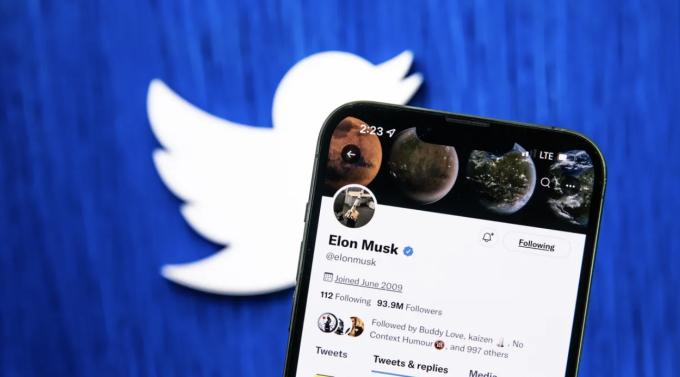 2:23 LTE
Following
Elon Musk
@elonmusk
Joined June 2009
112 Following 93.9M Followers
Followed by Buddy Love, kaizen, No
Context Humour, and 997 others
Tweets Tweets & replies Media